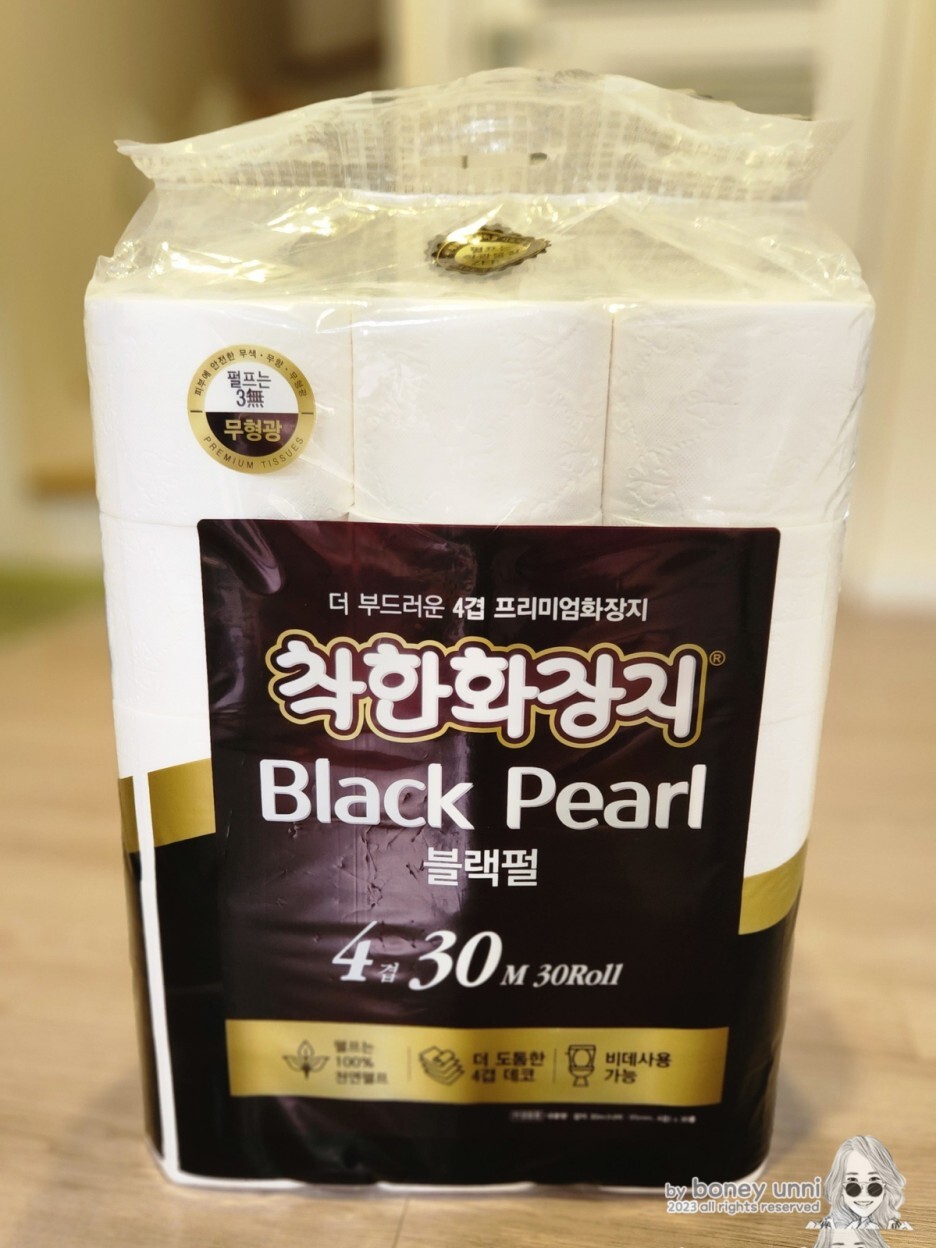 피부에 안전한 무색·무향·무형광
펄프는
3無
무형광
PREMIUM TISSUES
더 부드러운 4겹 프리미엄화장지
착한화장지®
Black Pearl
블랙펄
4겹 30M 30Roll
펄프는
100%
천연펄프
더 도톰한
4겹 데코
비데사용
가능
by boney unni
2023 all rights reserved